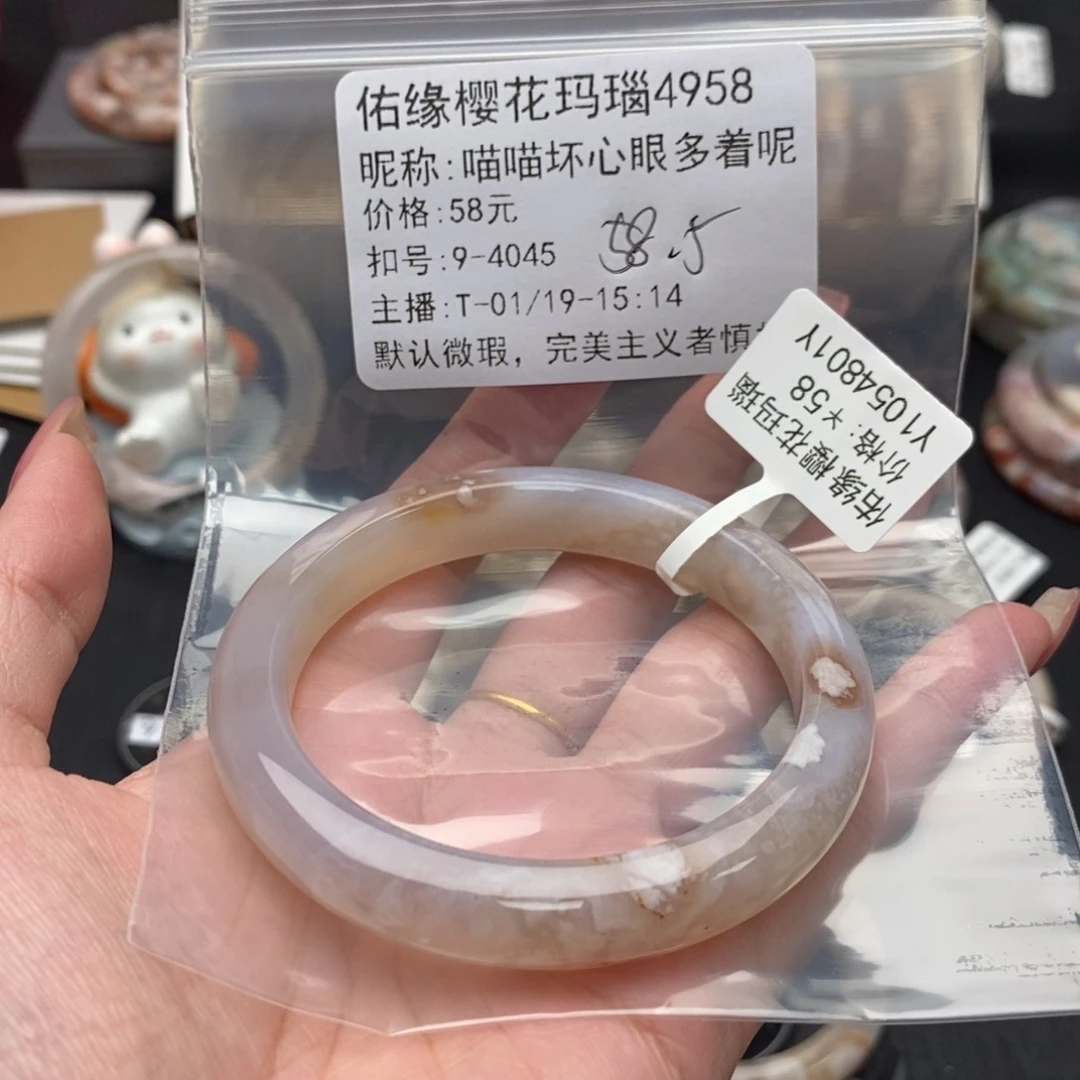 佑缘樱花玛瑙4958
昵称:喵喵坏心眼多着呢
价格:58元
扣号:9-4045
58.5
主播:T-01/19-15:14
默认微瑕，完美主义者慎
佑缘樱花玛瑙
价格:￥58
Y1054801Y